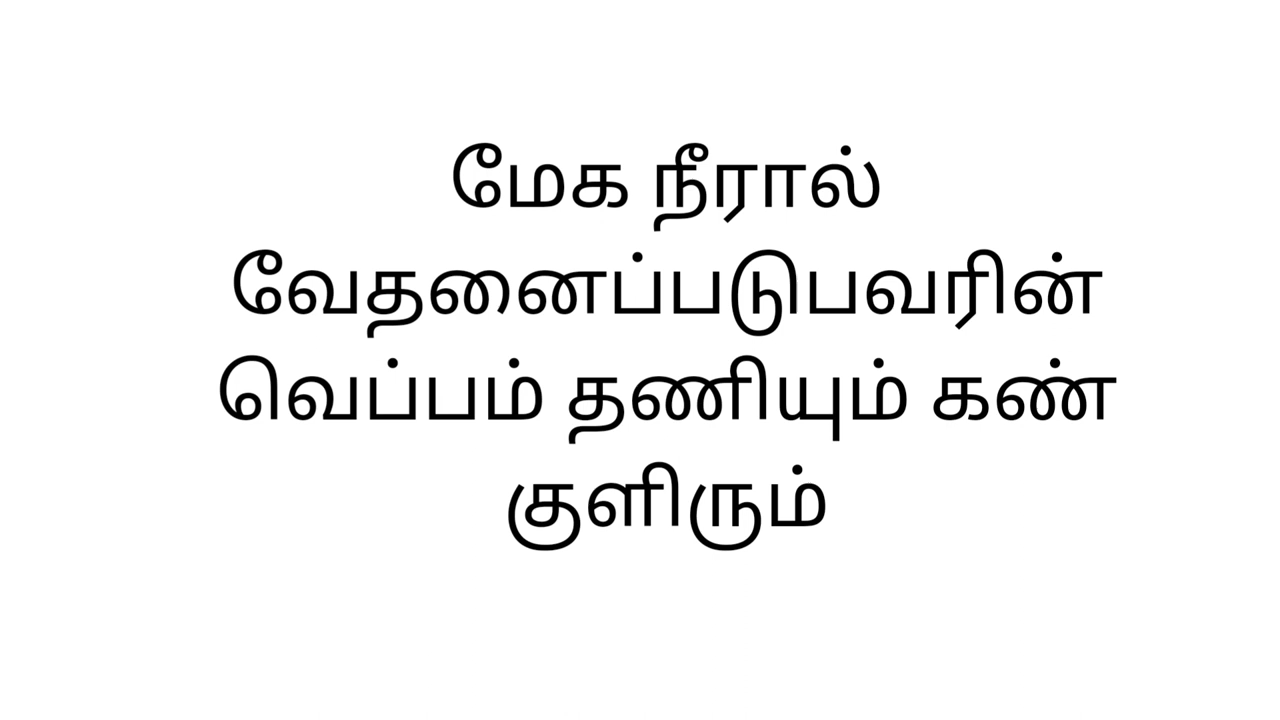 மேக நீரால்
வேதனைப்படுபவரின்
வெப்பம் தணியும் கண்
குளிரும்